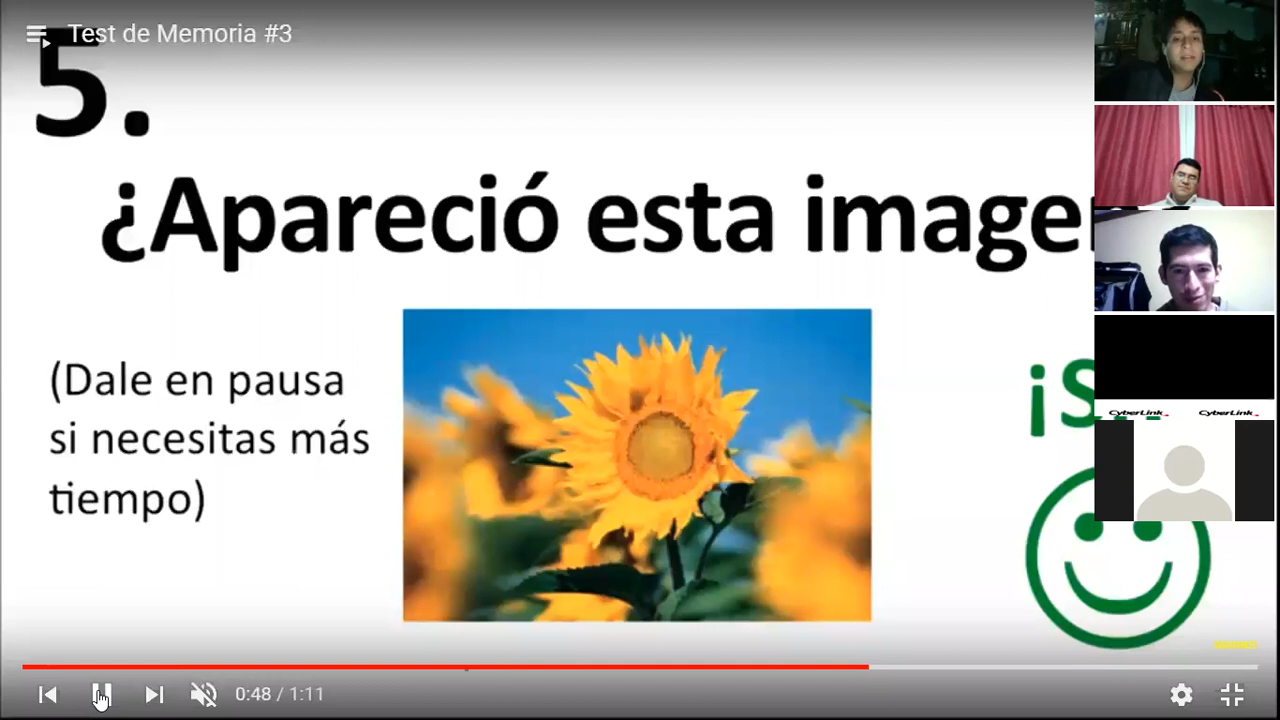 Test de Memoria #3
5.
¿Apareció esta image
(Dale en pausa
si necesitas más
tiempo)
CyberLink
CyberLink
0:48 / 1:11